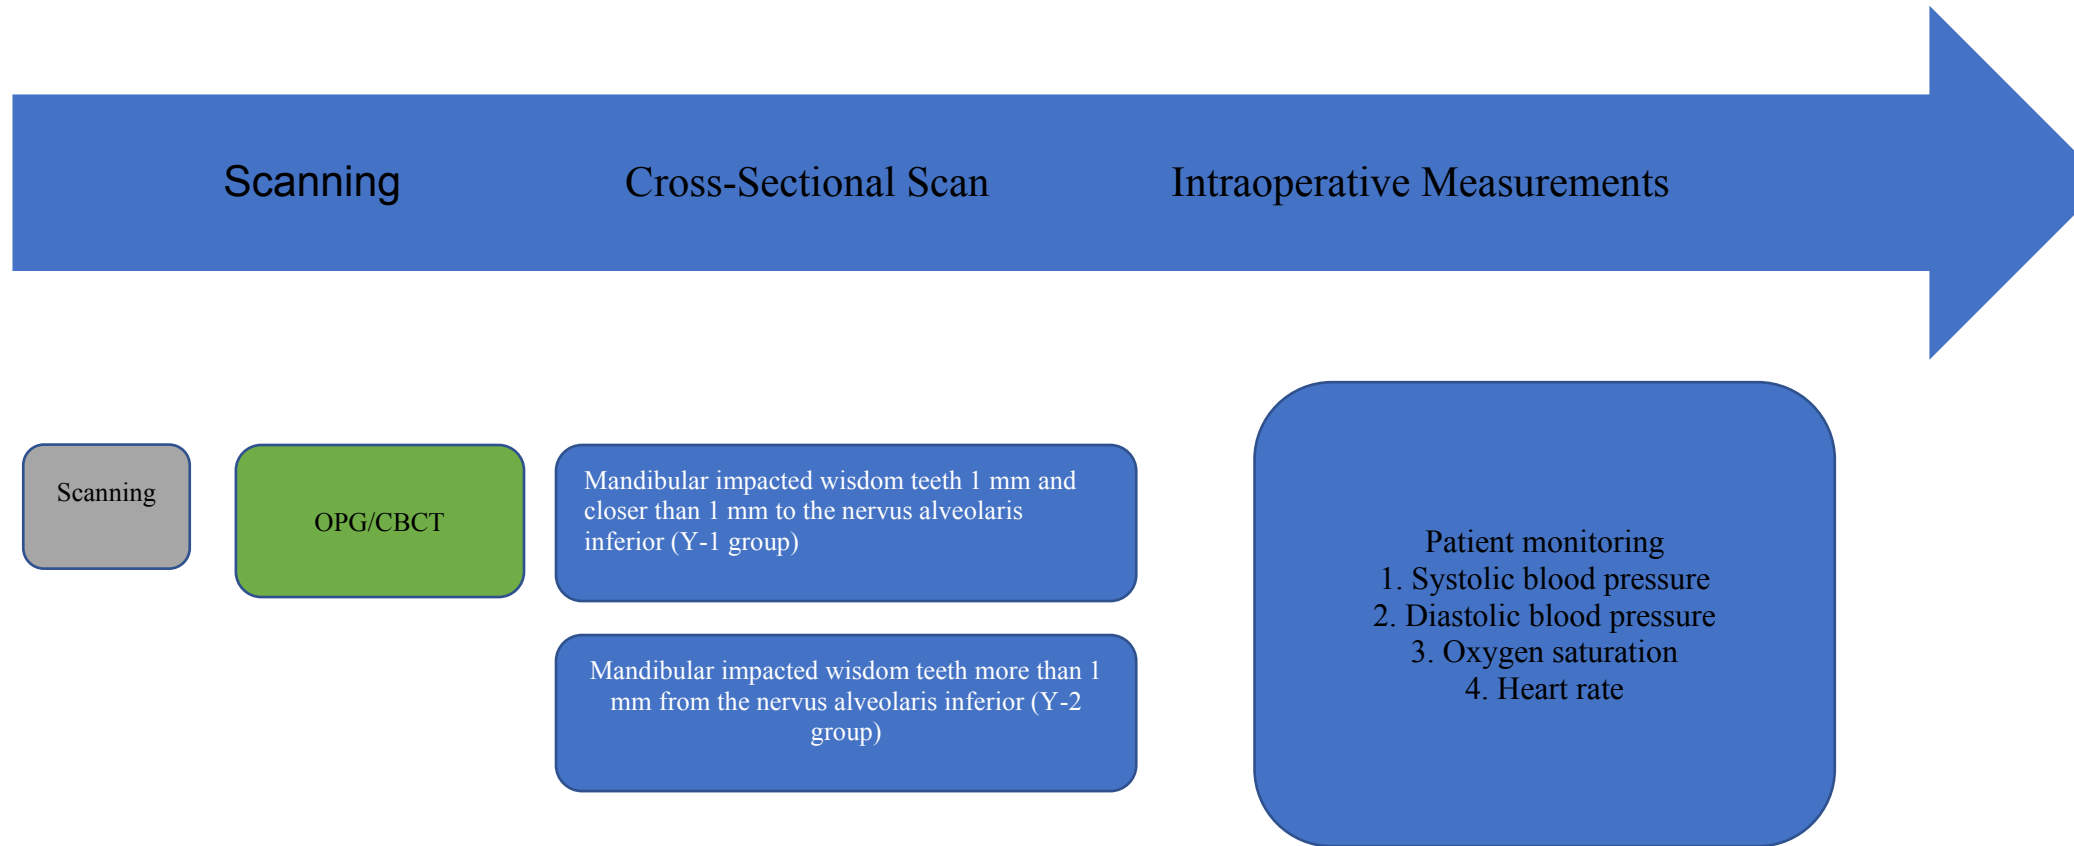 Scanning
Cross-Sectional Scan
Intraoperative Measurements
Scanning
OPG/CBCT
Mandibular impacted wisdom teeth 1 mm and
closer than 1 mm to the nervus alveolaris
inferior (Y-1 group)
Mandibular impacted wisdom teeth more than 1
mm from the nervus alveolaris inferior (Y-2
group)
Patient monitoring
1. Systolic blood pressure
2. Diastolic blood pressure
3. Oxygen saturation
4. Heart rate